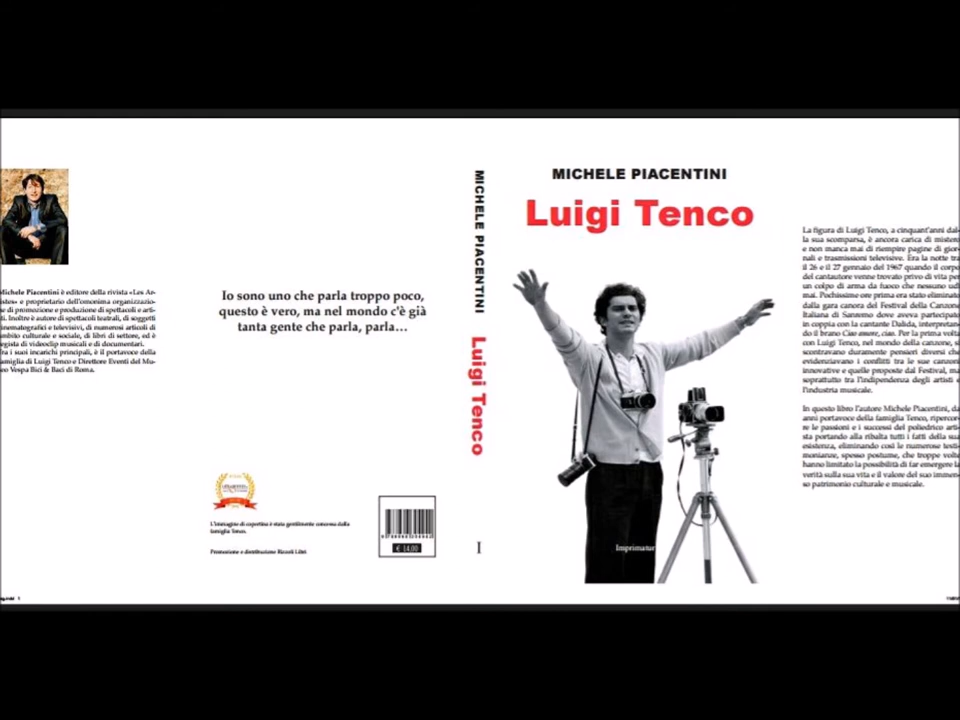 Michele Piacentini è editore della rivista «Les Ar-
istes» e proprietario dell'omonima organizzazio-
e di promozione e produzione di spettacoli e arti-
ti. Inoltre è autore di spettacoli teatrali, di soggetti
inematografici e televisivi, di numerosi articoli di
mbito culturale e sociale, di libri di settore, ed è
egista di videoclip musicali e di documentari.
ra i suoi incarichi principali, è il portavoce della
amiglia di Luigi Tenco e Direttore Eventi del Mu-
eo Vespa Bici & Baci di Roma.
Io sono uno che parla troppo poco,
questo è vero, ma nel mondo c'è già
tanta gente che parla, parla…
L'immagine di copertina è stata gentilmente concessa dalla
famiglia Tenco.
Promozione e distribuzione Rizzoli Libri
€ 14,00
MICHELE PIACENTINI
Luigi Tenco
I
MICHELE PIACENTINI
Luigi Tenco
Imprimatur
La figura di Luigi Tenco, a cinquant'anni dal-
la sua scomparsa, è ancora carica di mistero
e non manca mai di riempire pagine di gior-
nali e trasmissioni televisive. Era la notte tra
il 26 e il 27 gennaio del 1967 quando il corpo
del cantautore venne trovato privo di vita per
un colpo di arma da fuoco che nessuno udì
mai. Pochissime ore prima era stato eliminato
dalla gara canora del Festival della Canzone
Italiana di Sanremo dove aveva partecipato
in coppia con la cantante Dalida, interpretan-
do il brano Ciao amore, ciao. Per la prima volta
con Luigi Tenco, nel mondo della canzone, si
scontravano duramente pensieri diversi che
evidenziavano i conflitti tra le sue canzoni
innovative e quelle proposte dal Festival, ma
soprattutto tra l'indipendenza degli artisti e
l'industria musicale.
In questo libro l'autore Michele Piacentini, da
anni portavoce della famiglia Tenco, ripercor-
re le passioni e i successi del poliedrico arti-
sta portando alla ribalta tutti i fatti della sua
esistenza, eliminando così le numerose testi-
monianze, spesso postume, che troppe volte
hanno limitato la possibilità di far emergere la
verità sulla sua vita e il valore del suo immen-
so patrimonio culturale e musicale.